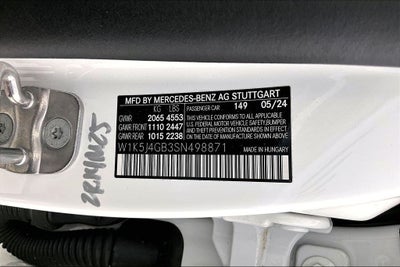 MFD BY MERCEDES-BENZ AG STUTTGART
KG LBS PASSENGER CAR 149 05/24
GVWR 2065 4553
GAWR FRONT 1110 2447
GAWR REAR 1015 2238
THIS VEHICLE CONFORMS TO ALL APPLICABLE
U.S. FEDERAL MOTOR VEHICLE SAFETY, BUMPER,
AND THEFT PREVENTION STANDARDS IN EFFECT
ON THE DATE OF MANUFACTURE SHOWN ABOVE.
W1K5J4GB3SN498871
MADE IN HUNGARY